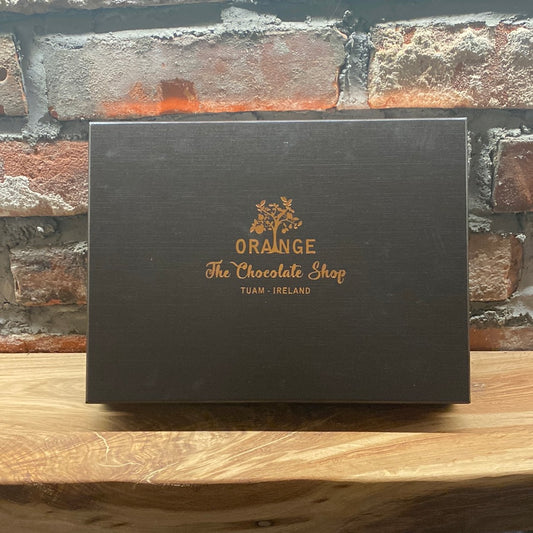 ORANGE
The Chocolate Shop
TUAM - IRELAND